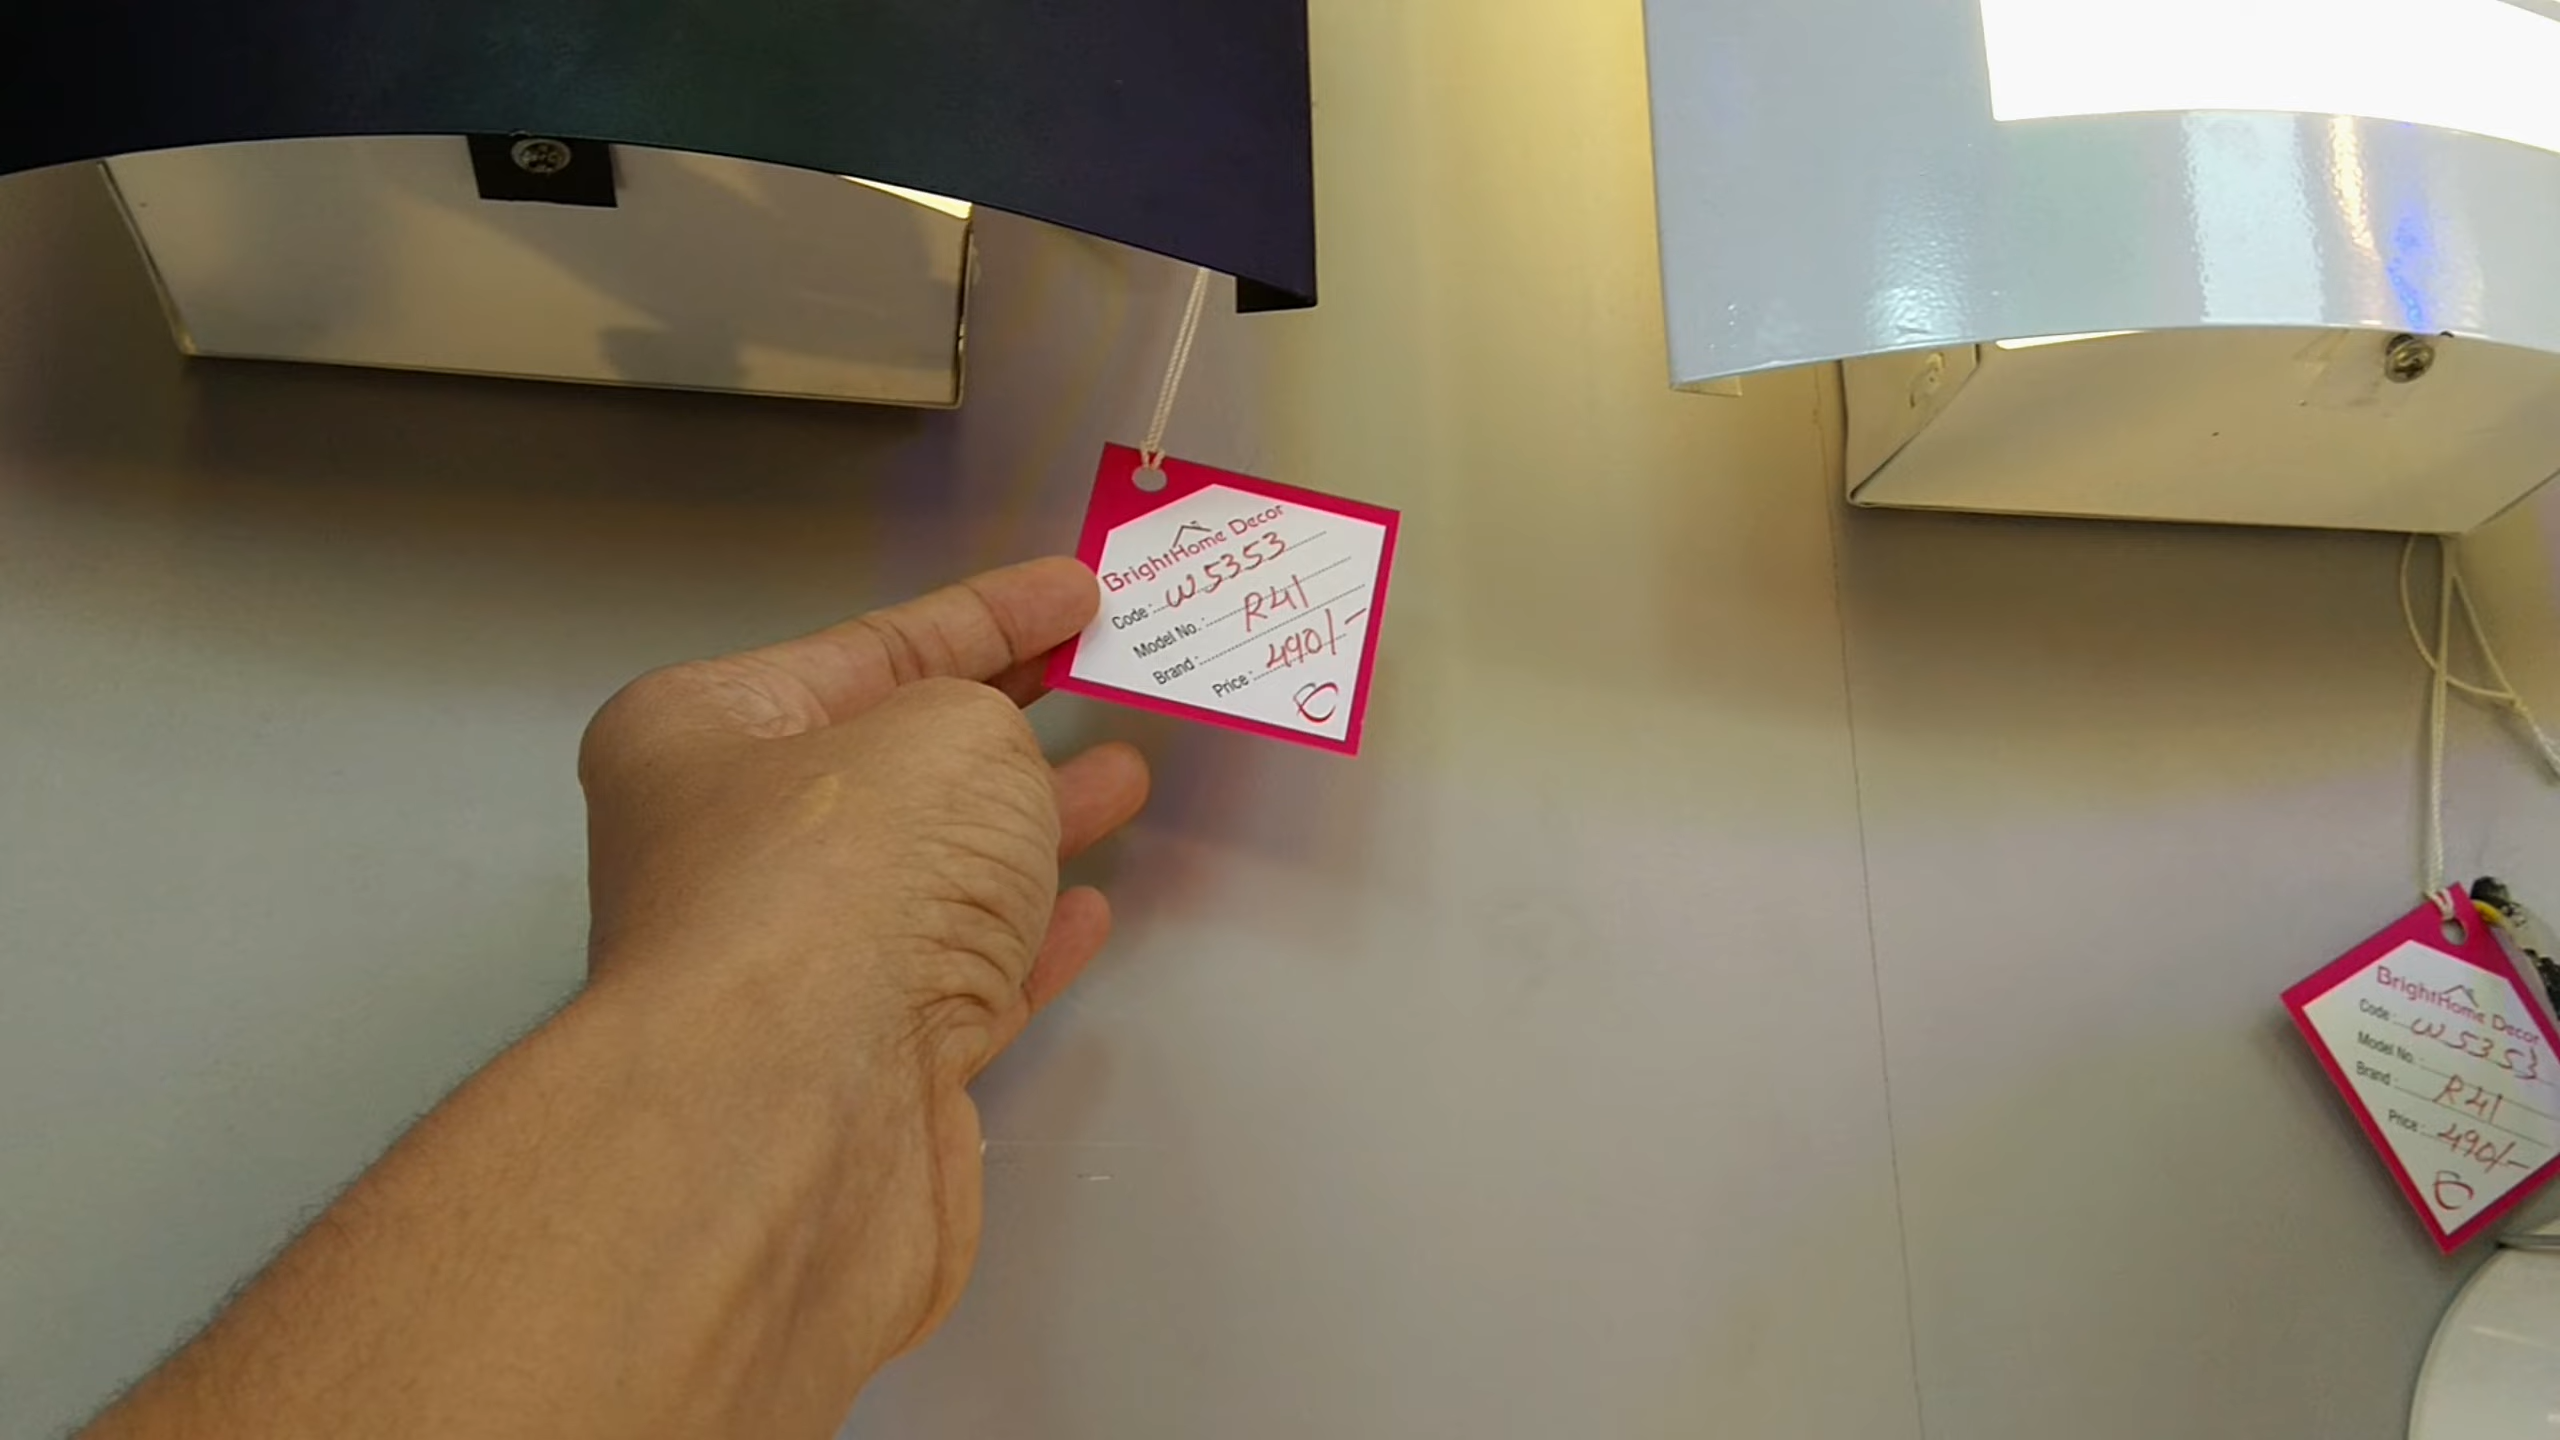 BrightHome Decor
Code : W5353
Model No. : R41
Brand :
Price : 490/-
BrightHome Decor
Code : W5353
Model No. :
Brand : R41
Price : 490/-